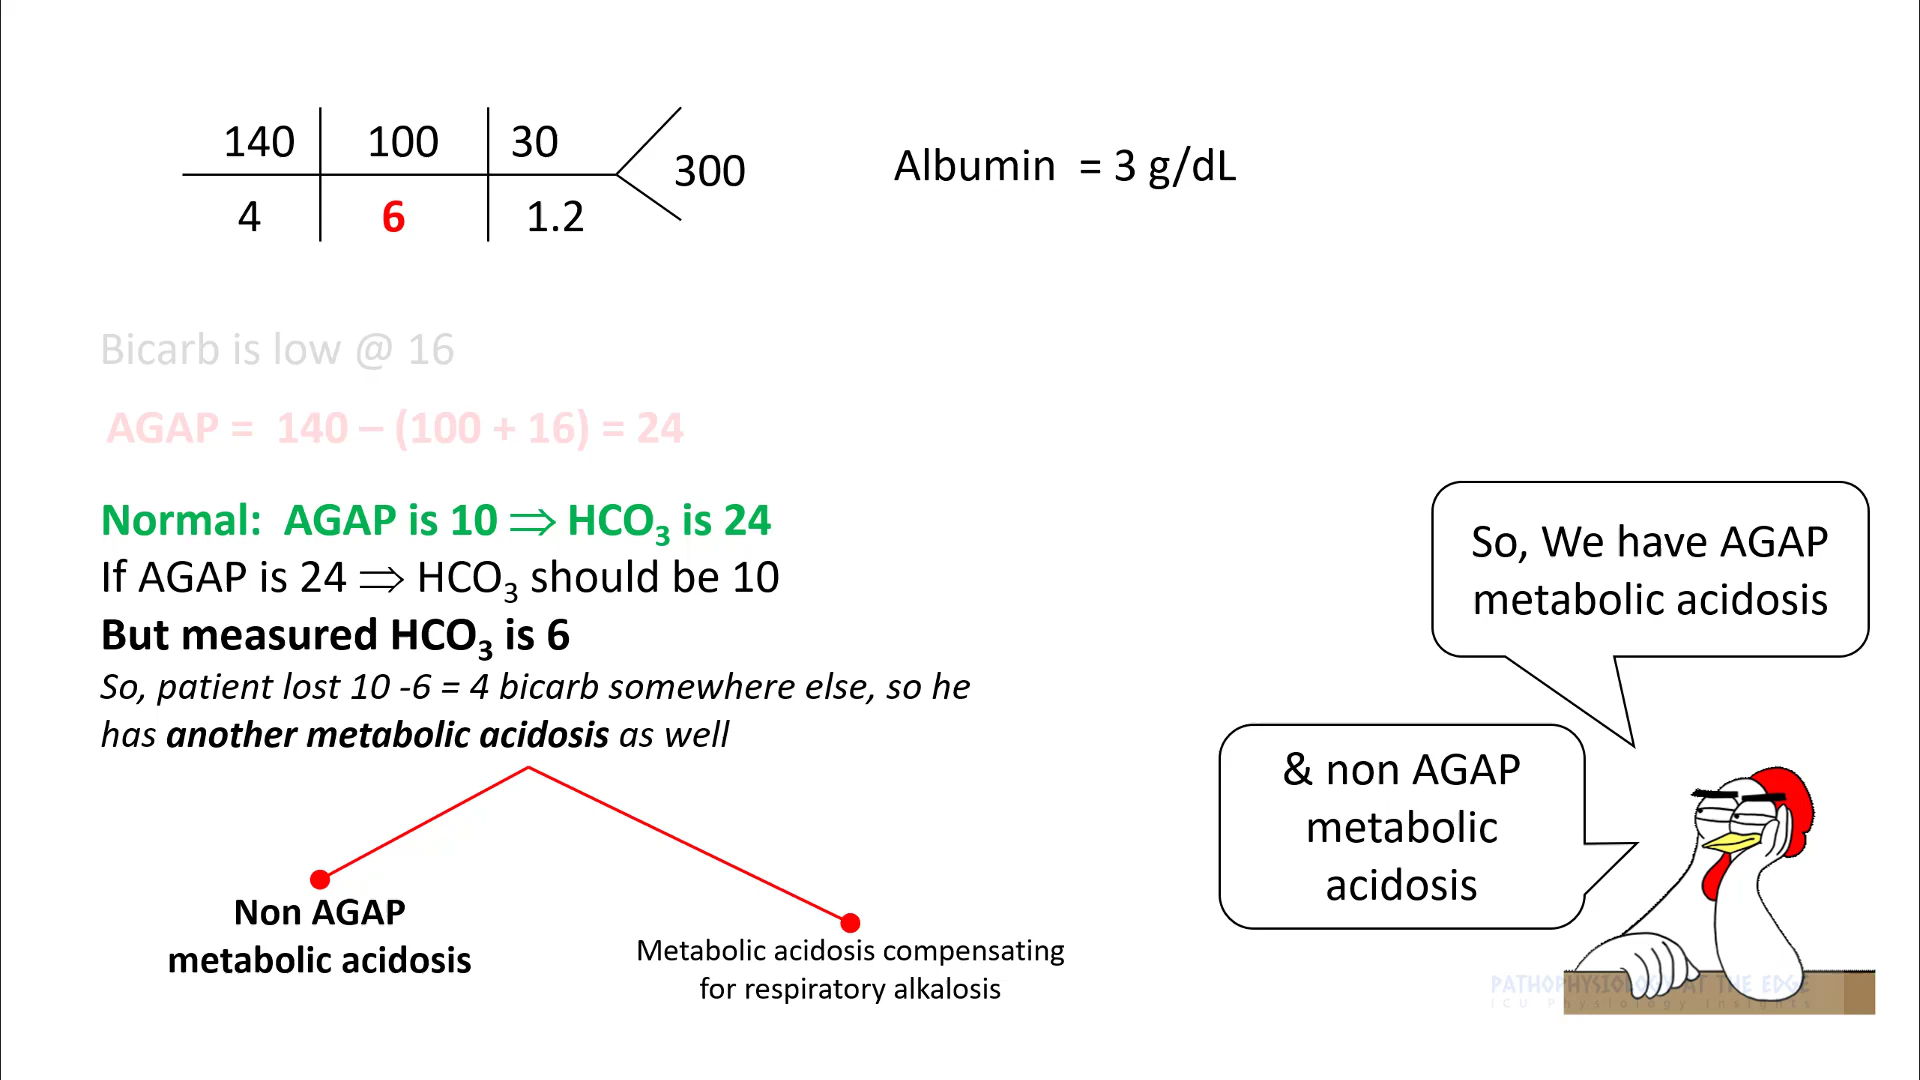 140 100 30
300
4 6 1.2
Albumin = 3 g/dL
Bicarb is low @ 16
AGAP = 140 – (100 + 16) = 24
Normal: AGAP is 10 ⇒ HCO₃ is 24
If AGAP is 24 ⇒ HCO₃ should be 10
But measured HCO₃ is 6
So, patient lost 10 -6 = 4 bicarb somewhere else, so he
has another metabolic acidosis as well
Non AGAP
metabolic acidosis
Metabolic acidosis compensating
for respiratory alkalosis
So, We have AGAP
metabolic acidosis
& non AGAP
metabolic
acidosis
PATHOPHYSIOLOGY AT THE EDGE
ICU Physiology Insights